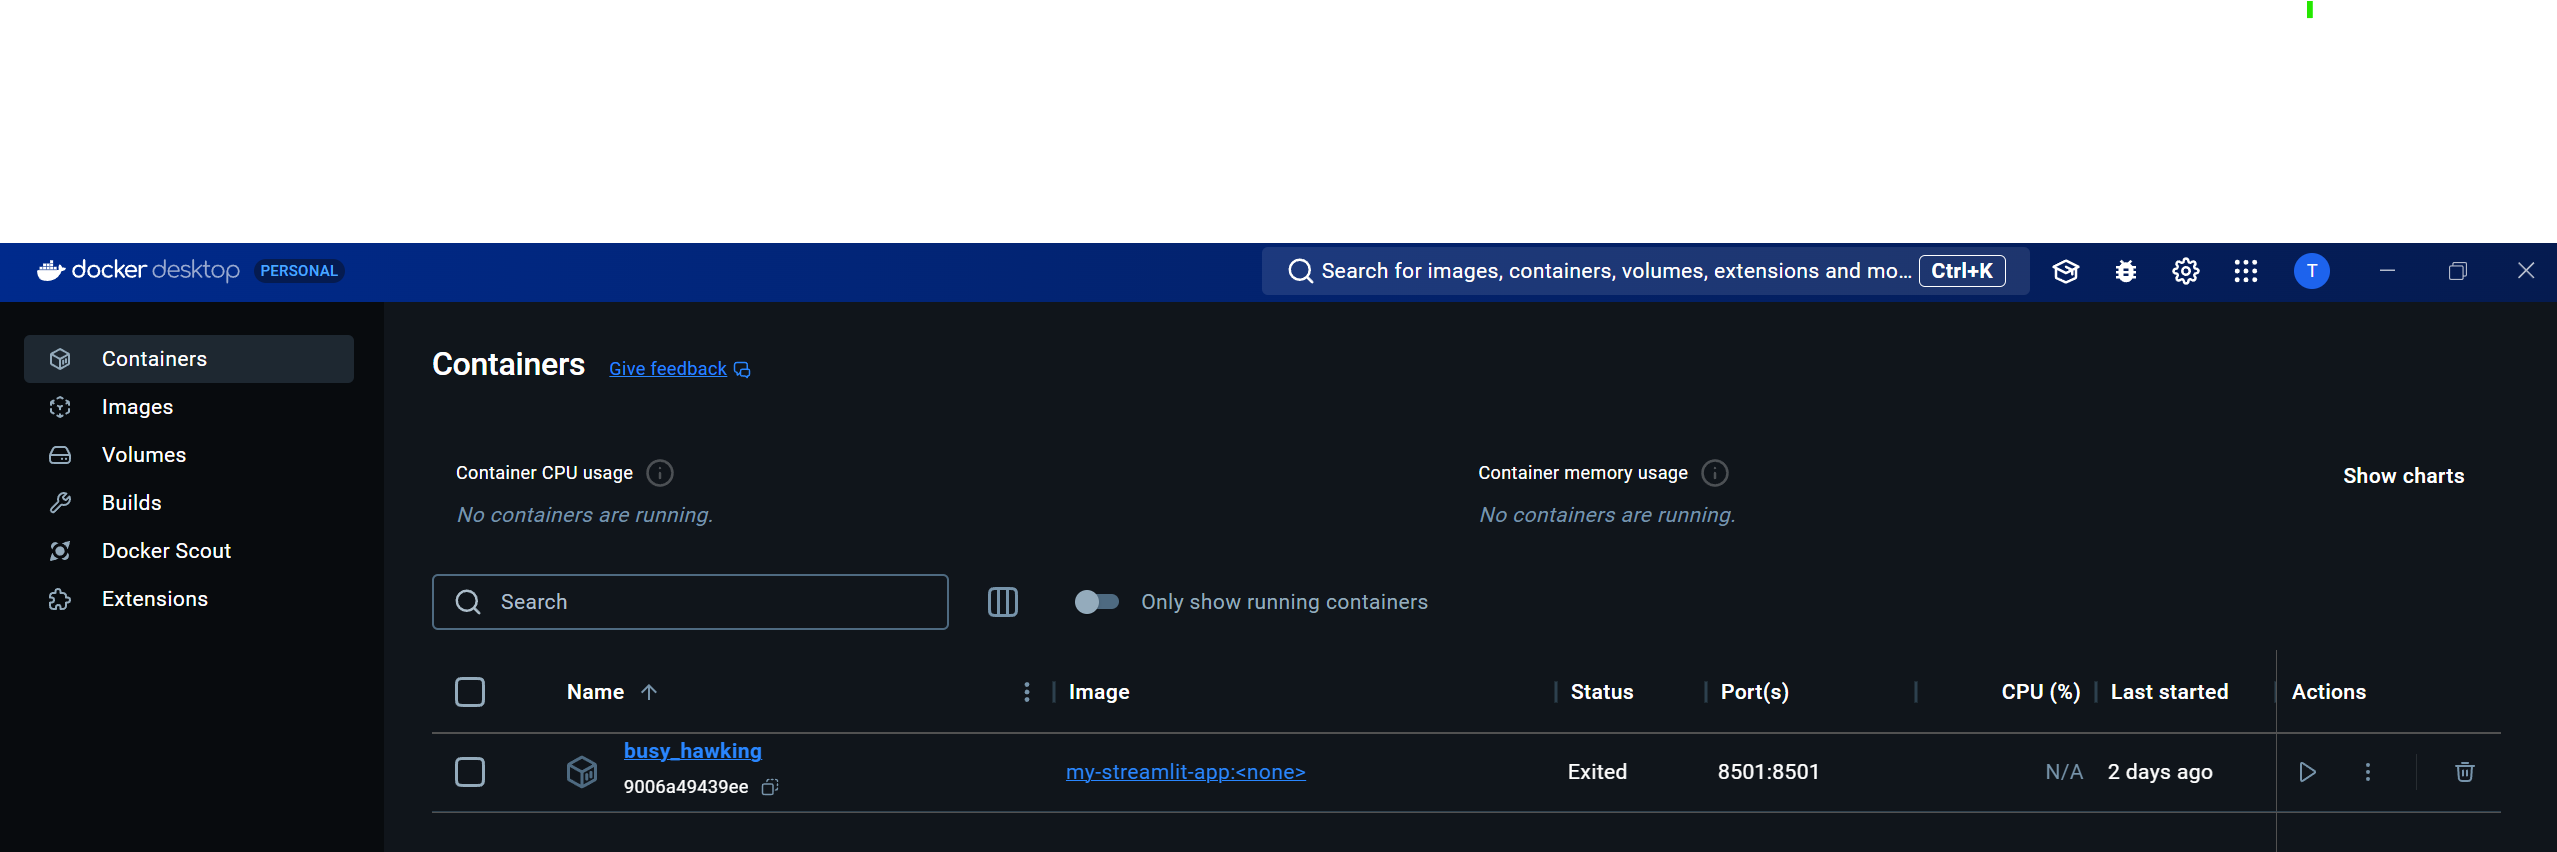 docker desktop PERSONAL
Search for images, containers, volumes, extensions and mo... Ctrl+K
T
Containers
Images
Volumes
Builds
Docker Scout
Extensions
Containers Give feedback
Container CPU usage
No containers are running.
Container memory usage
No containers are running.
Show charts
Search
Only show running containers
Name Image Status Port(s) CPU (%) Last started Actions
busy_hawking
9006a49439ee
my-streamlit-app:<none> Exited 8501:8501 N/A 2 days ago